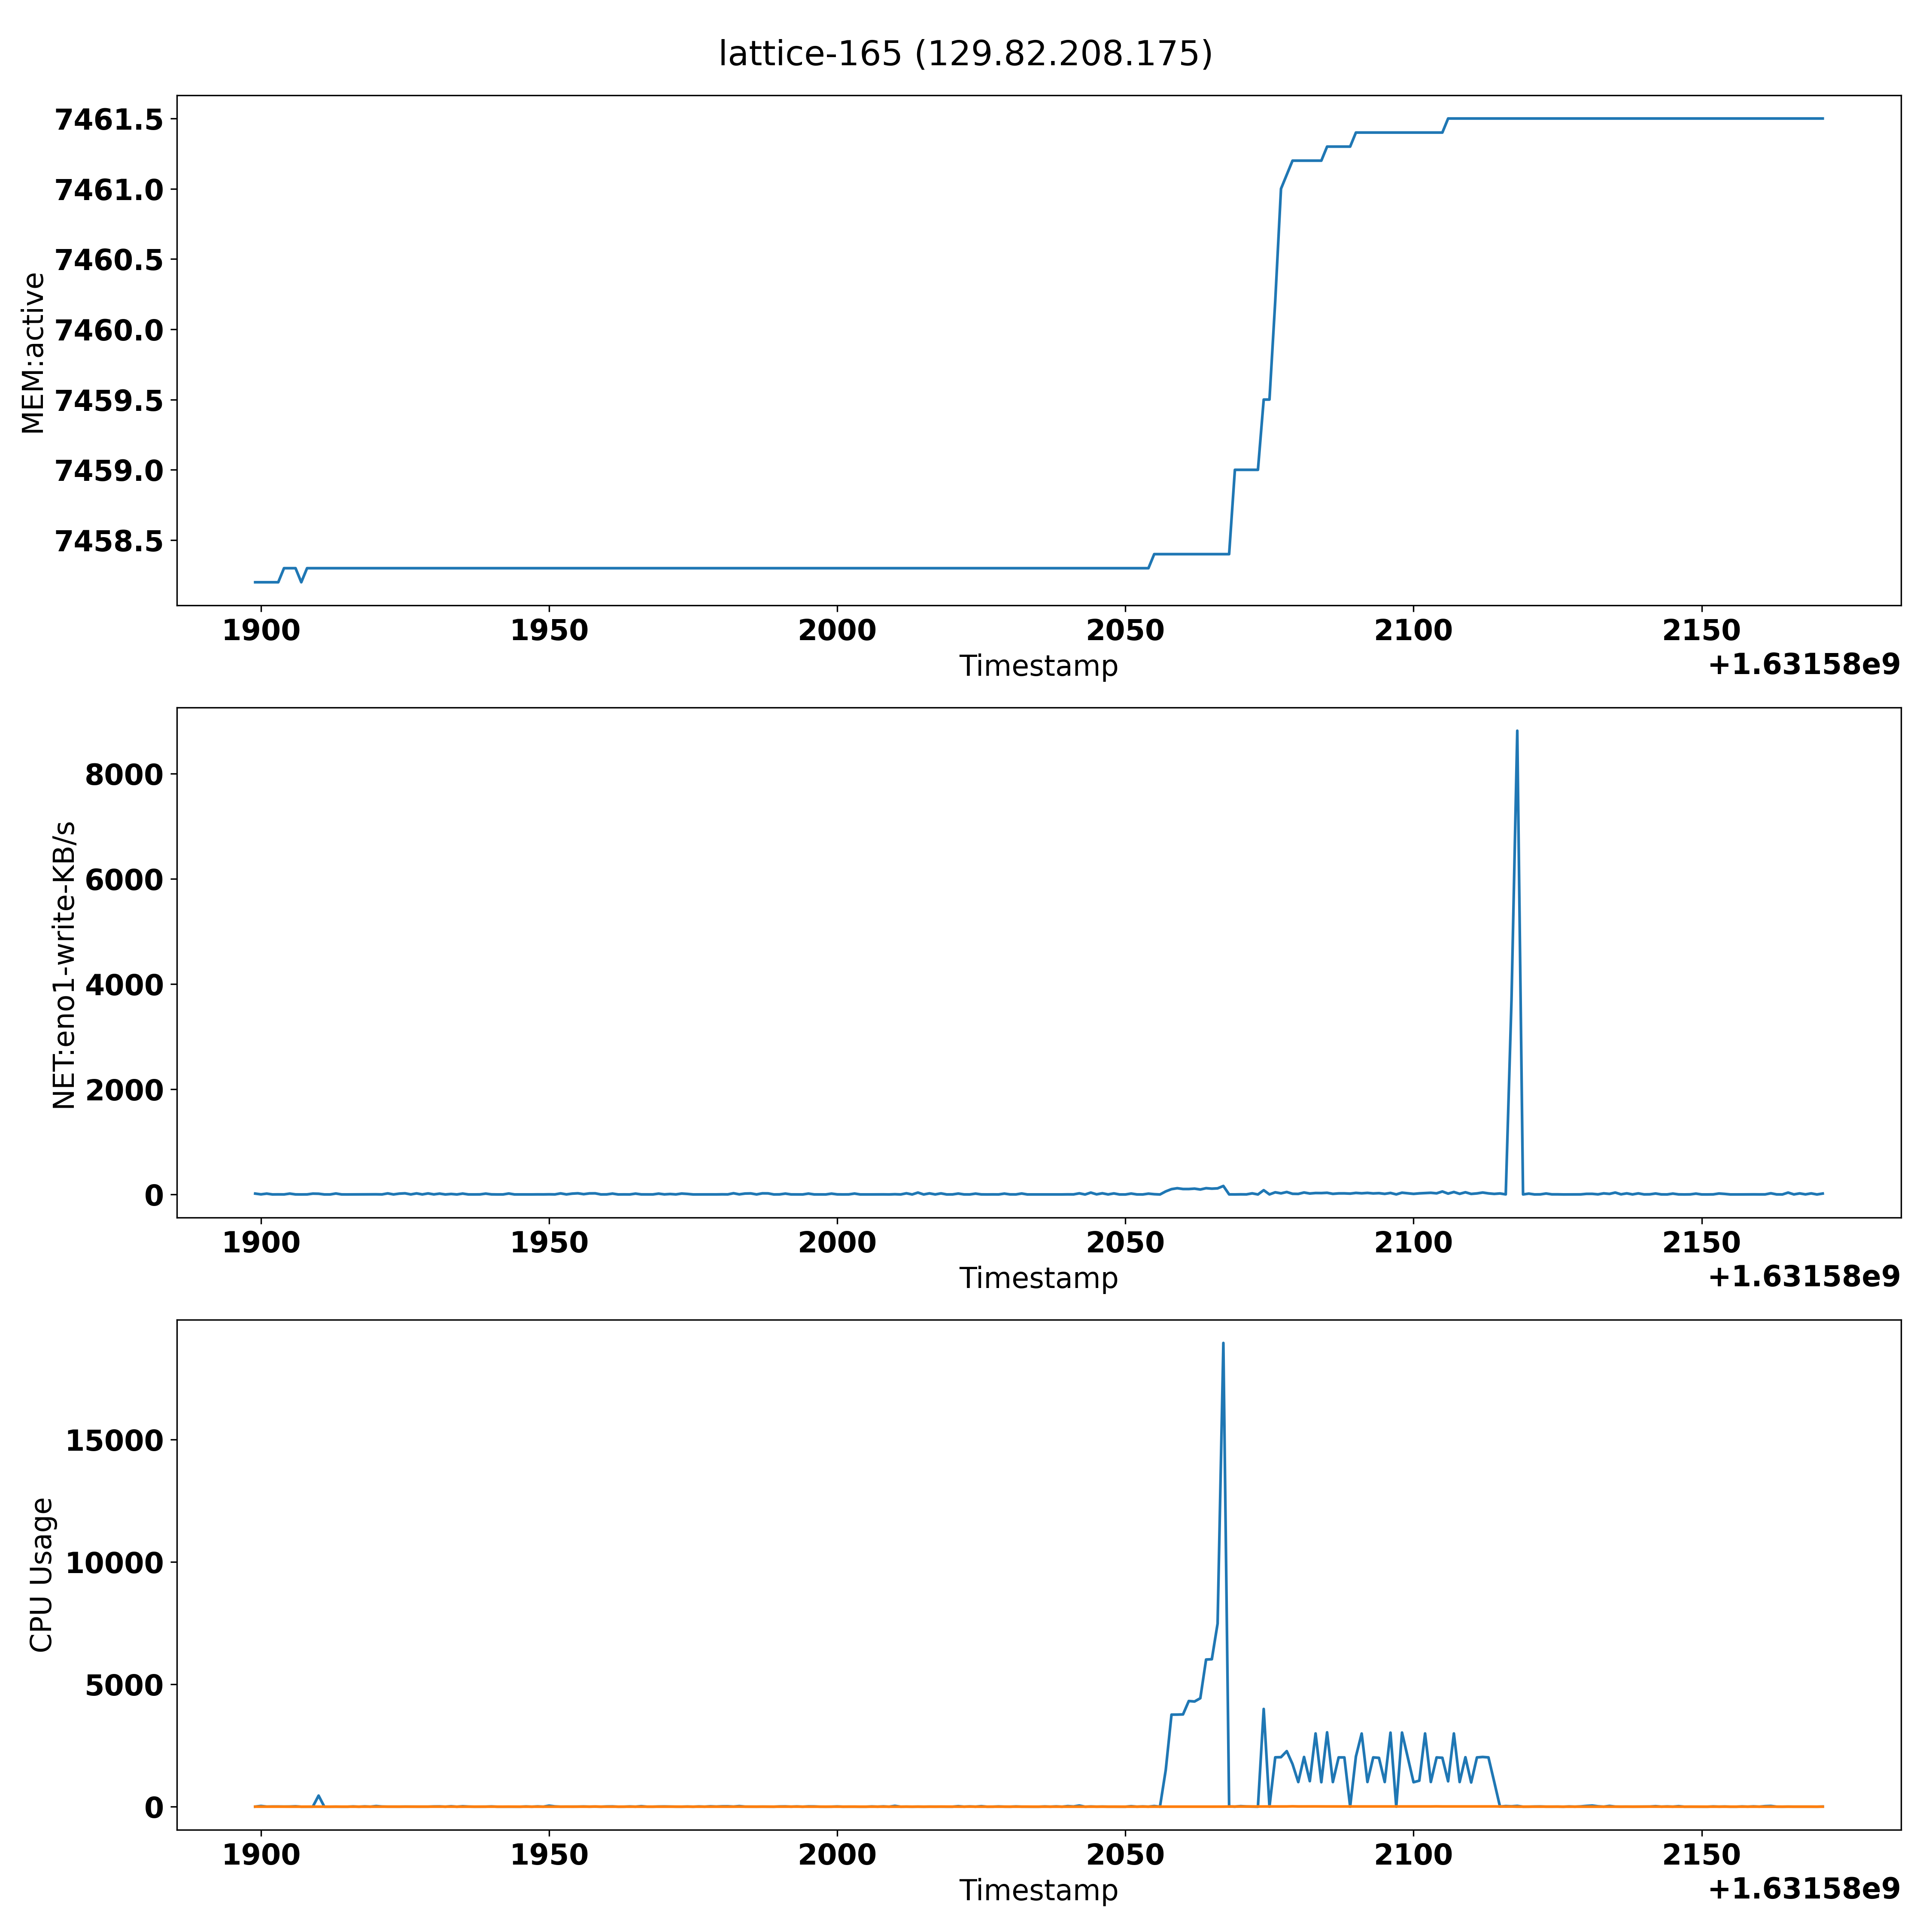 lattice-165 (129.82.208.175)
MEM:active
7461.5
7461.0
7460.5
7460.0
7459.5
7459.0
7458.5
1900 1950 2000 2050 2100 2150
Timestamp
+1.63158e9
NET:eno1-write-KB/s
8000
6000
4000
2000
0
1900 1950 2000 2050 2100 2150
Timestamp
+1.63158e9
CPU Usage
15000
10000
5000
0
1900 1950 2000 2050 2100 2150
Timestamp
+1.63158e9